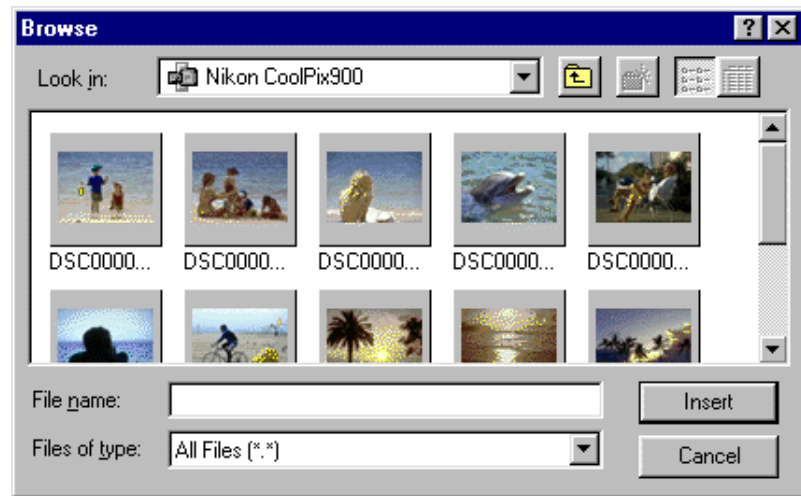 Browse
Look in: Nikon CoolPix900
DSC0000... DSC0000... DSC0000... DSC0000... DSC0000...
File name: Insert
Files of type: All Files (*.*) Cancel